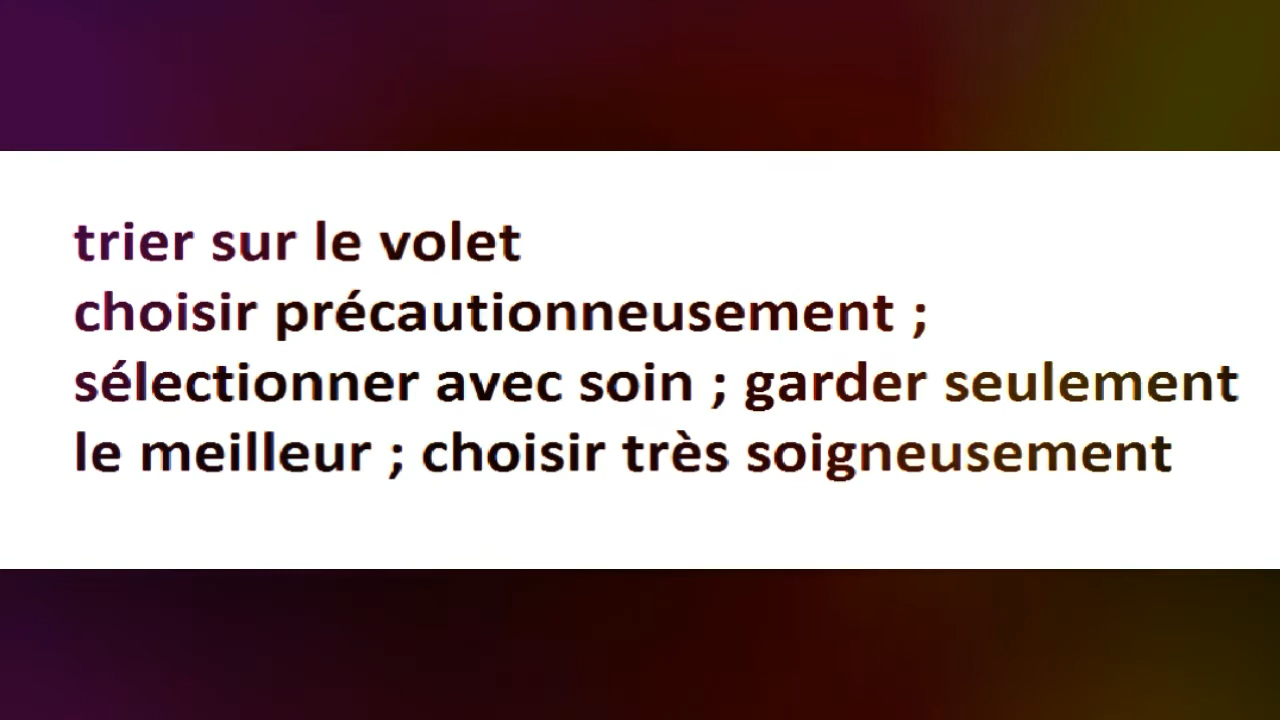 trier sur le volet
choisir précautionneusement ;
sélectionner avec soin ; garder seulement
le meilleur ; choisir très soigneusement